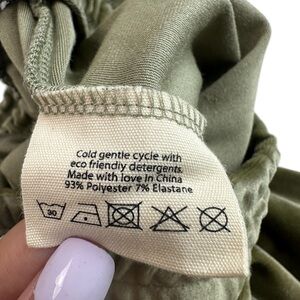 Cold gentle cycle with
eco friendly detergents.
Made with love in China
93% Polyester 7% Elastane
30